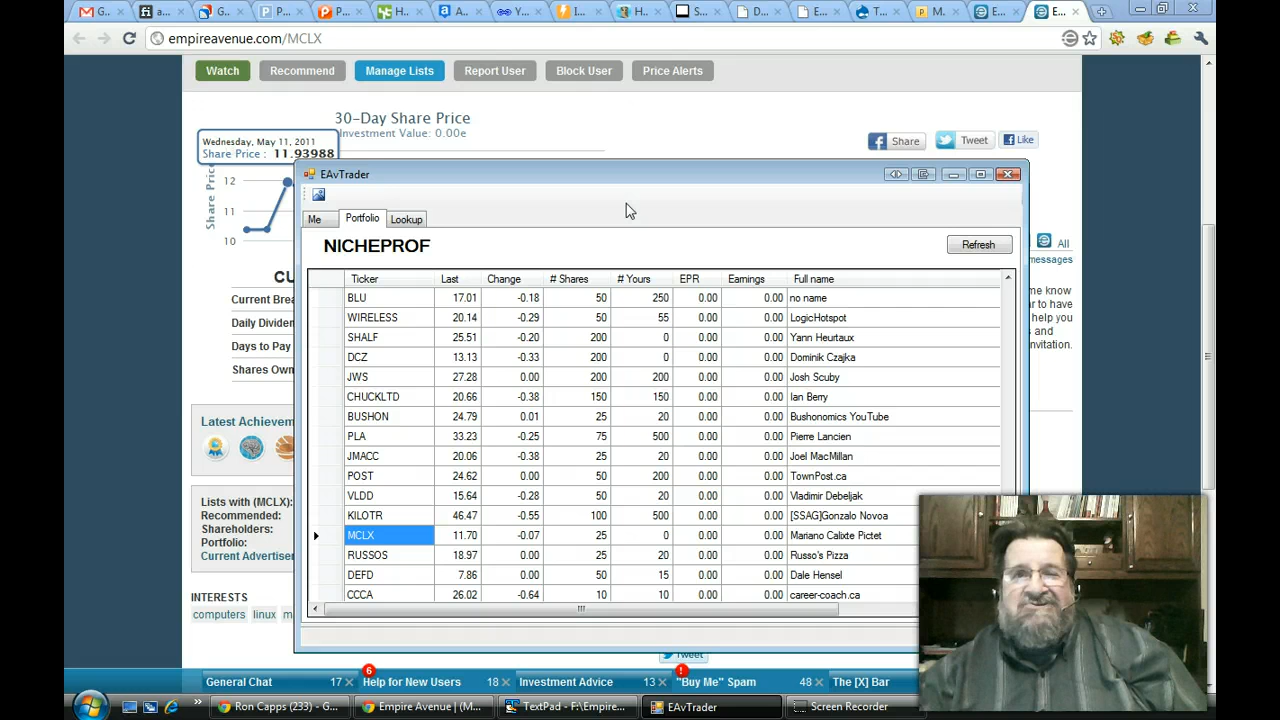 G
fi a
G
P
P
H
A
Y
I
H
S
D
E
T
M
E
E
empireavenue.com/MCLX
Watch Recommend Manage Lists Report User Block User Price Alerts
30-Day Share Price
Investment Value: 0.00e
Wednesday, May 11, 2011
Share Price : 11.93988
Share Tweet Like
Share Price
12
11
10
EAvTrader
Me Portfolio Lookup
NICHEPROF Refresh
Ticker Last Change # Shares # Yours EPR Earnings Full name
BLU 17.01 -0.18 50 250 0.00 0.00 no name
WIRELESS 20.14 -0.29 50 55 0.00 0.00 LogicHotspot
SHALF 25.51 -0.20 200 0 0.00 0.00 Yann Heurtaux
DCZ 13.13 -0.33 200 0 0.00 0.00 Dominik Czajka
JWS 27.28 0.00 200 200 0.00 0.00 Josh Scuby
CHUCKLTD 20.66 -0.38 150 150 0.00 0.00 Ian Berry
BUSHON 24.79 0.01 25 20 0.00 0.00 Bushonomics YouTube
PLA 33.23 -0.25 75 500 0.00 0.00 Pierre Lancien
JMACC 20.06 -0.38 25 20 0.00 0.00 Joel MacMillan
POST 24.62 0.00 50 200 0.00 0.00 TownPost.ca
VLDD 15.64 -0.28 50 20 0.00 0.00 Vladimir Debeljak
KILOTR 46.47 -0.55 100 500 0.00 0.00 [SSAG]Gonzalo Novoa
MCLX 11.70 -0.07 25 0 0.00 0.00 Mariano Calixte Pictet
RUSSOS 18.97 0.00 25 20 0.00 0.00 Russo's Pizza
DEFD 7.86 0.00 50 15 0.00 0.00 Dale Hensel
CCCA 26.02 -0.64 10 10 0.00 0.00 career-coach.ca
CU
Current Brea
Daily Dividen
Days to Pay
Shares Own
Latest Achievem
Lists with (MCLX):
Recommended:
Shareholders:
Portfolio:
Current Advertiser
INTERESTS
computers linux m
All
messages
me know
ar to have
help you
s and
nvitation.
Tweet
General Chat 17 6 Help for New Users 18 Investment Advice 13 ! "Buy Me" Spam 48 The [X] Bar
Ron Capps (233) - G... Empire Avenue | (M... TextPad - F:\Empire... EAvTrader Screen Recorder